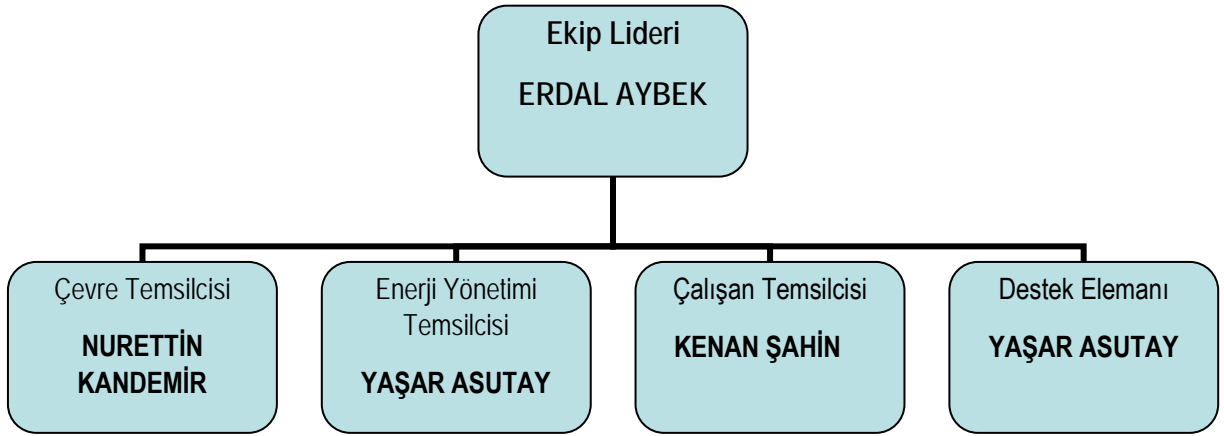 Ekip Lideri
ERDAL AYBEK
Çevre Temsilcisi
NURETTİN
KANDEMİR
Enerji Yönetimi
Temsilcisi
YAŞAR ASUTAY
Çalışan Temsilcisi
KENAN ŞAHİN
Destek Elemanı
YAŞAR ASUTAY